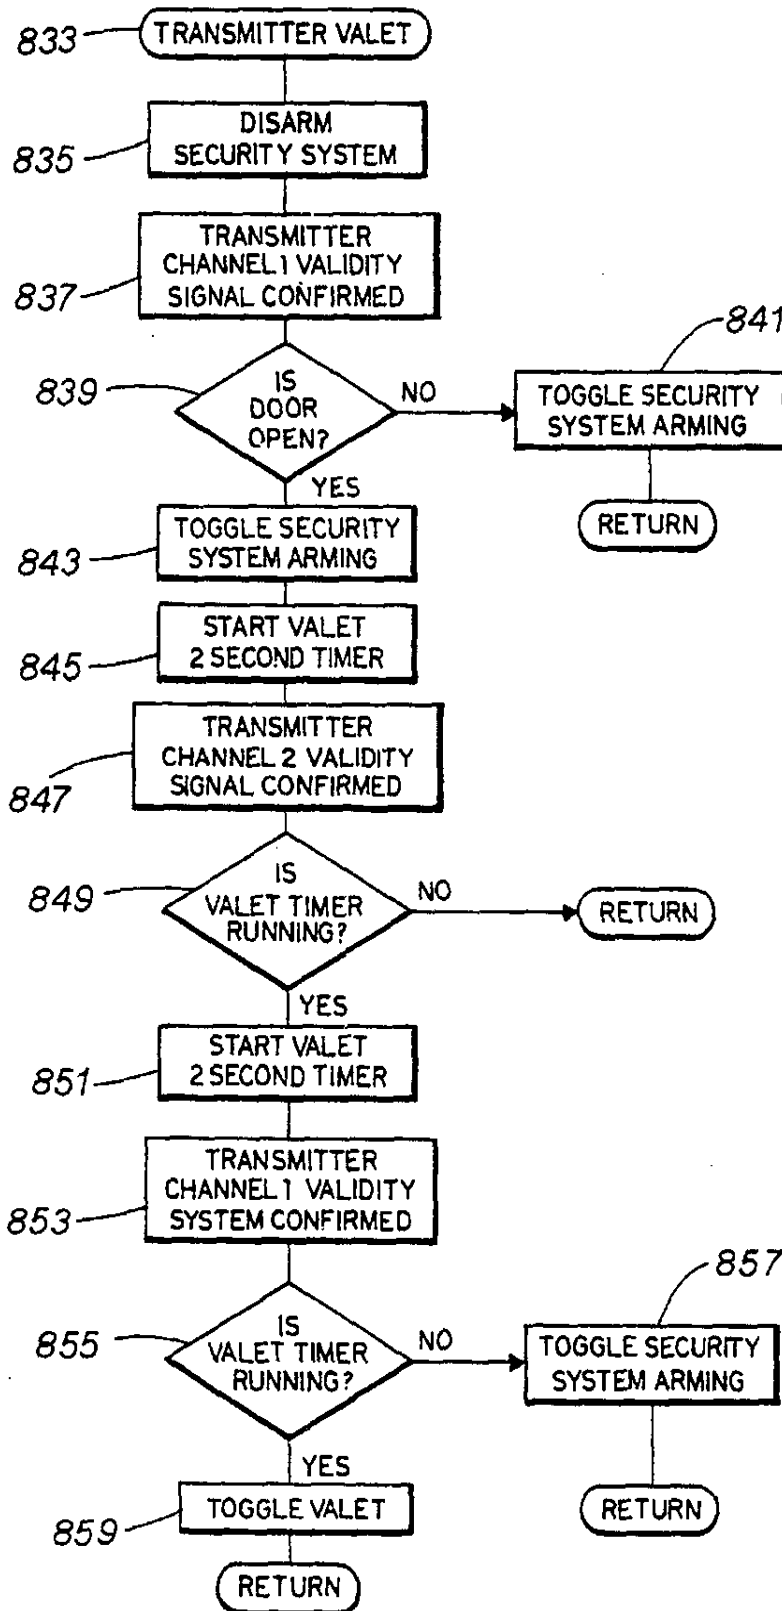 833
TRANSMITTER VALET
835
DISARM
SECURITY SYSTEM
837
TRANSMITTER
CHANNEL 1 VALIDITY
SIGNAL CONFIRMED
839
IS
DOOR
OPEN?
NO
841
TOGGLE SECURITY
SYSTEM ARMING
RETURN
YES
843
TOGGLE SECURITY
SYSTEM ARMING
845
START VALET
2 SECOND TIMER
847
TRANSMITTER
CHANNEL 2 VALIDITY
SIGNAL CONFIRMED
849
IS
VALET TIMER
RUNNING?
NO
RETURN
YES
851
START VALET
2 SECOND TIMER
853
TRANSMITTER
CHANNEL 1 VALIDITY
SYSTEM CONFIRMED
855
IS
VALET TIMER
RUNNING?
NO
857
TOGGLE SECURITY
SYSTEM ARMING
RETURN
YES
859
TOGGLE VALET
RETURN